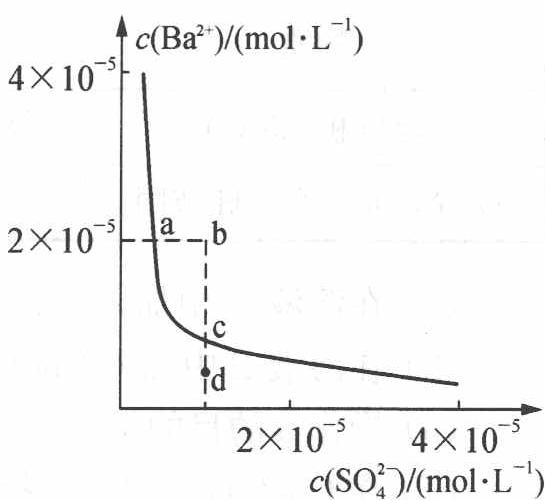 c(Ba²⁺)/(mol·L⁻¹)
4×10⁻⁵
a
2×10⁻⁵
b
c
d
2×10⁻⁵
4×10⁻⁵
c(SO₄²⁻)/(mol·L⁻¹)